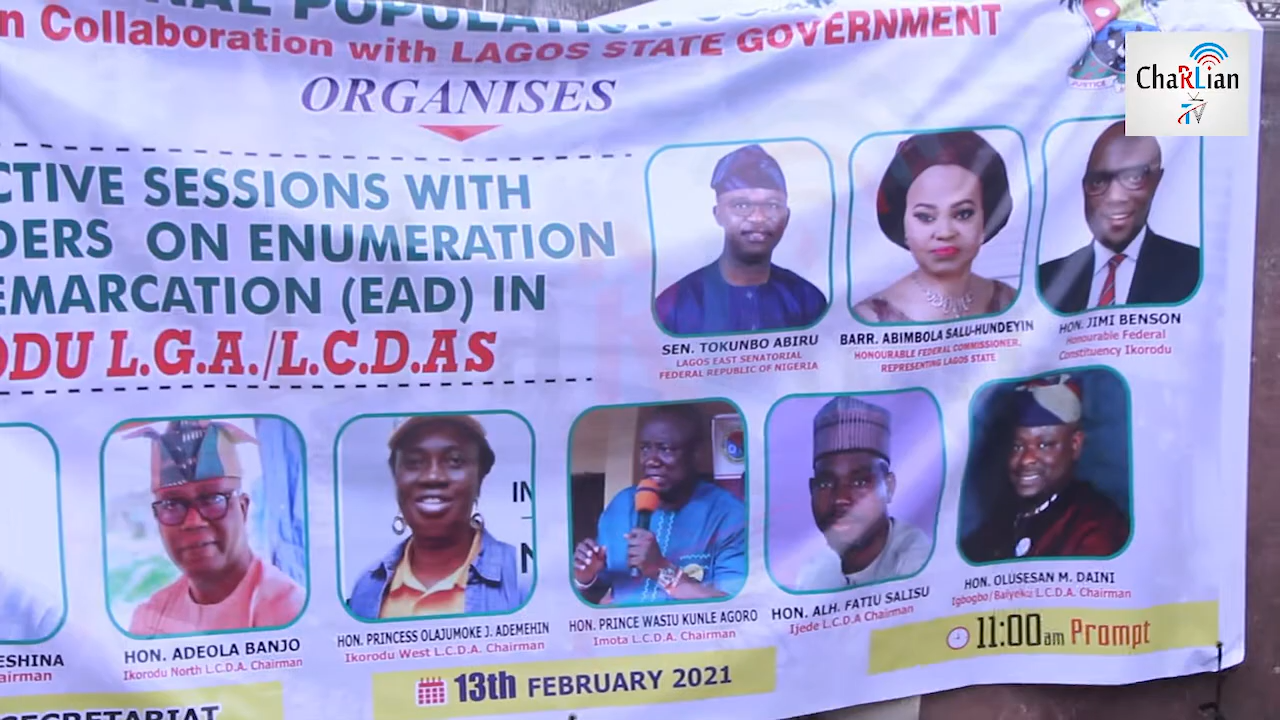 n Collaboration with LAGOS STATE GOVERNMENT
ORGANISES
CTIVE SESSIONS WITH
DERS ON ENUMERATION
EMARCATION (EAD) IN
ODU L.G.A./L.C.D.AS
ChaRLian
TV
JUSTICE
SEN. TOKUNBO ABIRU
LAGOS EAST SENATORIAL
FEDERAL REPUBLIC OF NIGERIA
BARR. ABIMBOLA SALU-HUNDEYIN
HONOURABLE FEDERAL COMMISSIONER,
REPRESENTING LAGOS STATE
HON. JIMI BENSON
Honourable Federal
Constituency Ikorodu
ESHINA
airman
HON. ADEOLA BANJO
Ikorodu North L.C.D.A. Chairman
HON. PRINCESS OLAJUMOKE J. ADEMEHIN
Ikorodu West L.C.D.A. Chairman
IN
N
HON. PRINCE WASIU KUNLE AGORO
Imota L.C.D.A. Chairman
HON. ALH. FATIU SALISU
Ijede L.C.D.A Chairman
HON. OLUSESAN M. DAINI
Igbogbo/Baiyeku L.C.D.A. Chairman
SECRETARIAT
13th FEBRUARY 2021
11:00am Prompt